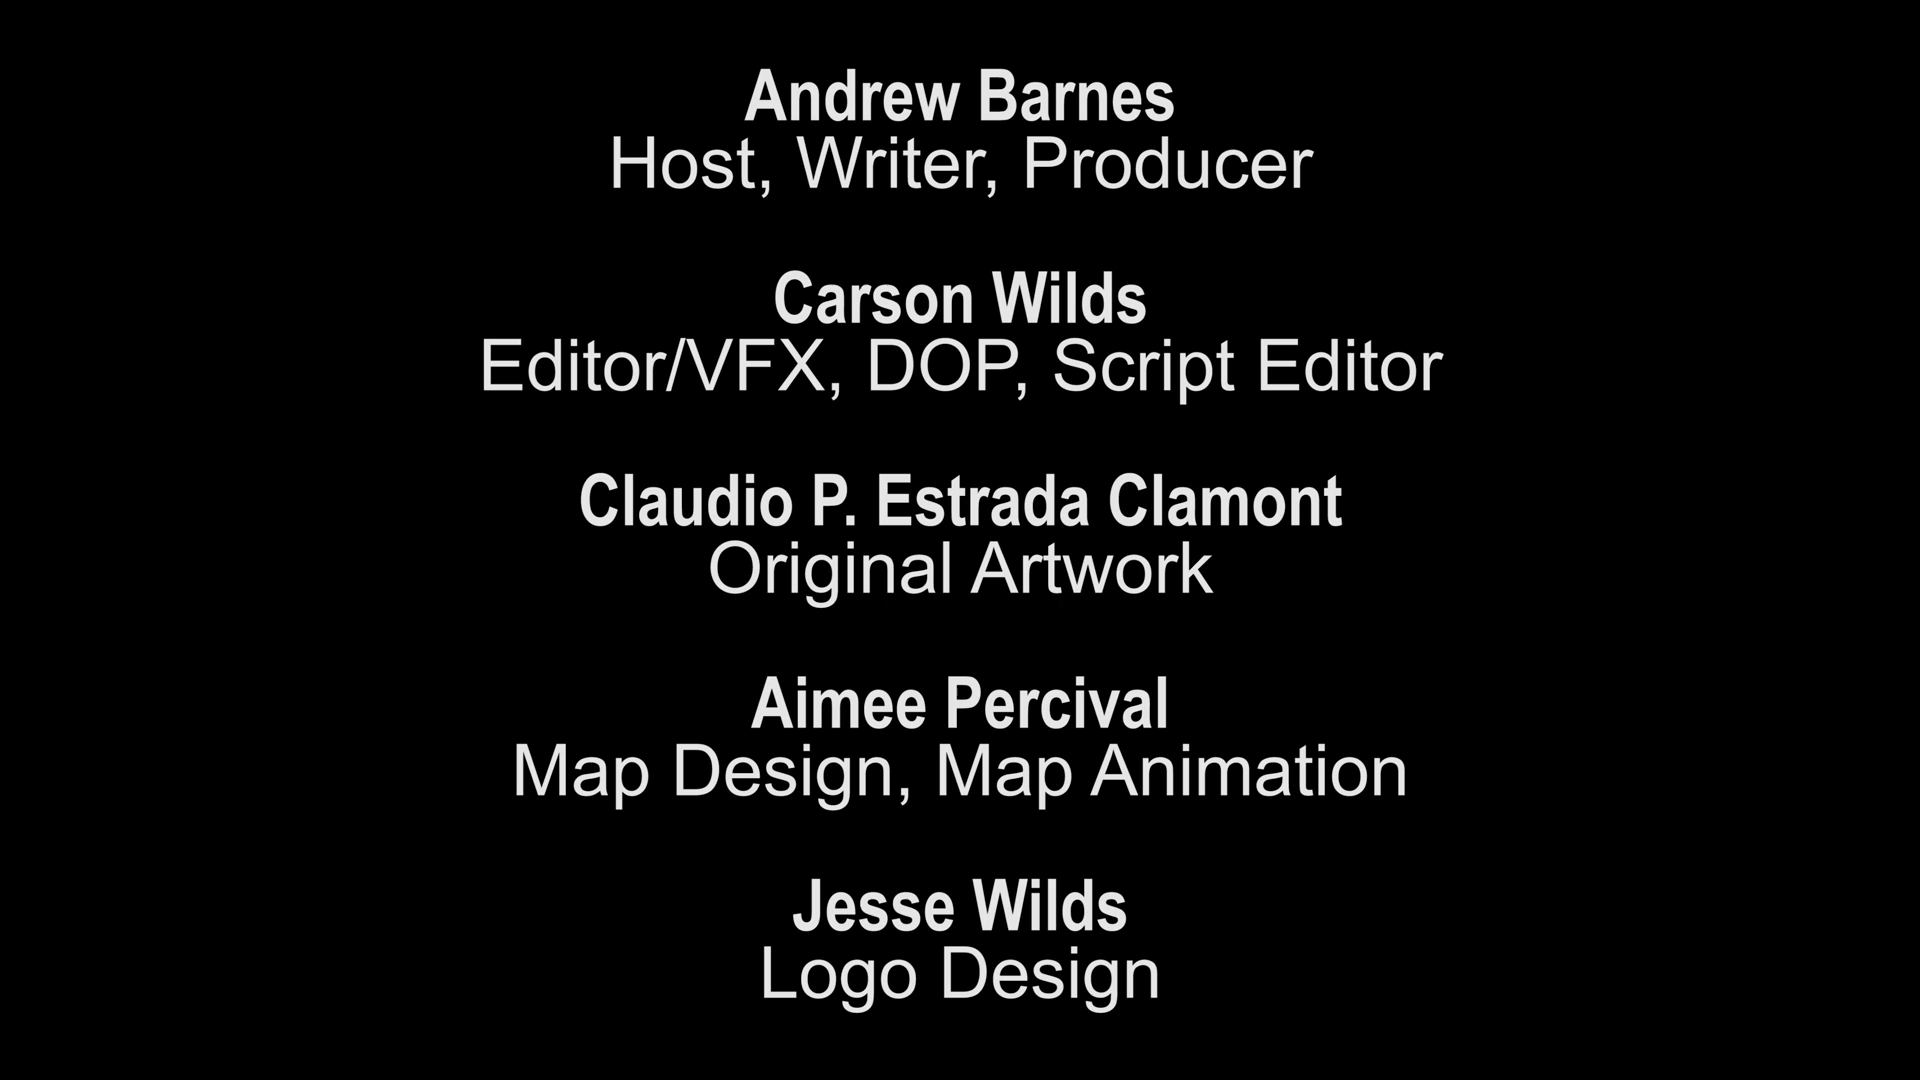 Andrew Barnes
Host, Writer, Producer
Carson Wilds
Editor/VFX, DOP, Script Editor
Claudio P. Estrada Clamont
Original Artwork
Aimee Percival
Map Design, Map Animation
Jesse Wilds
Logo Design